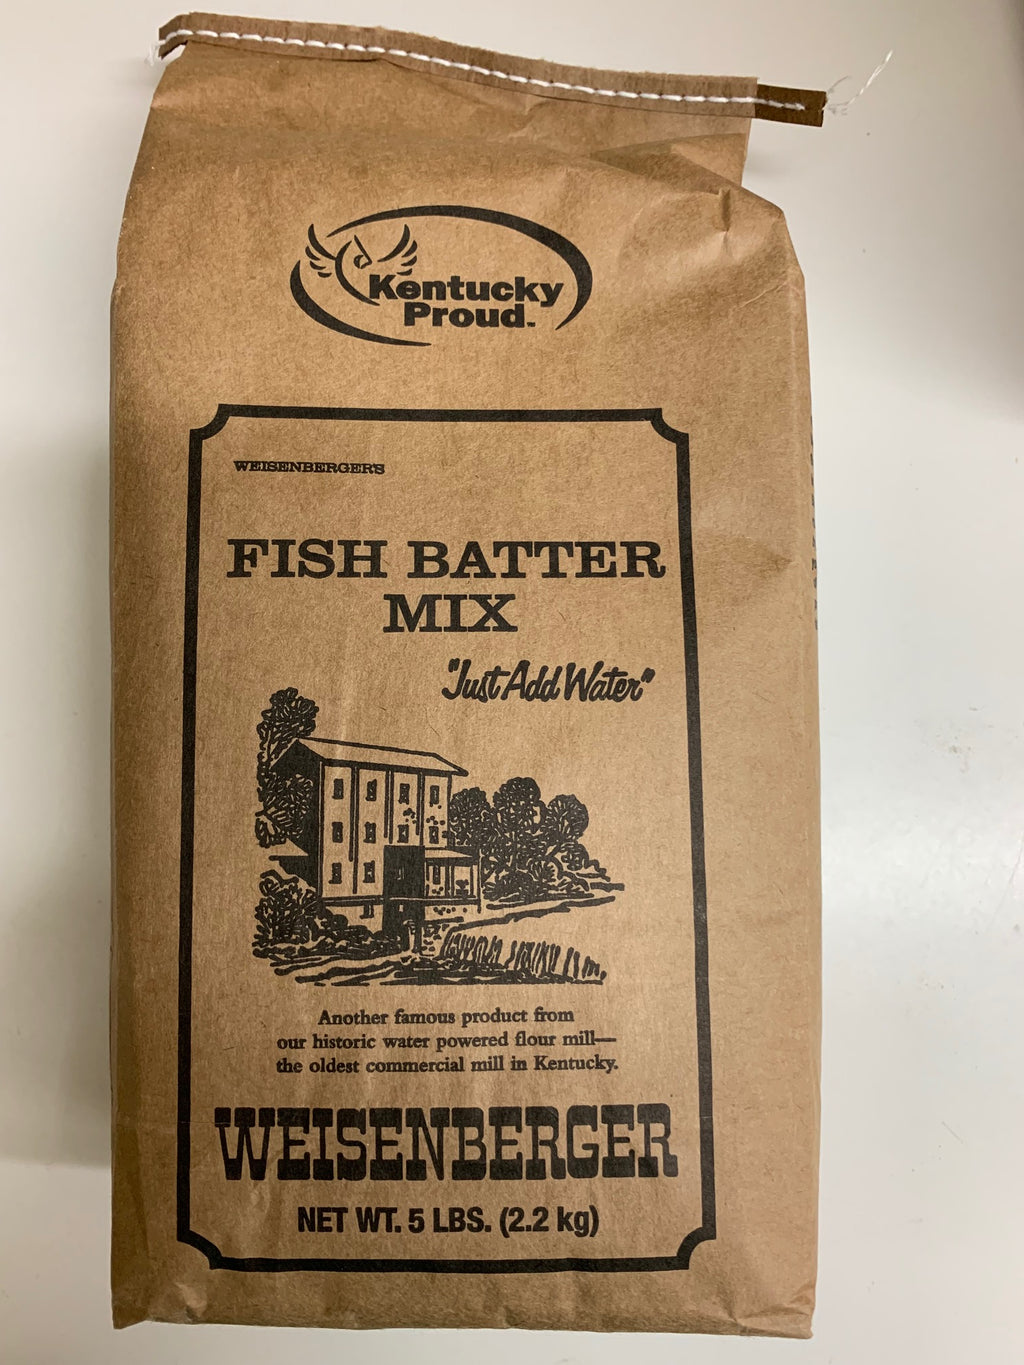 Kentucky
Proud™
WEISENBERGER'S
FISH BATTER
MIX
"Just Add Water"
Another famous product from
our historic water powered flour mill—
the oldest commercial mill in Kentucky.
WEISENBERGER
NET WT. 5 LBS. (2.2 kg)